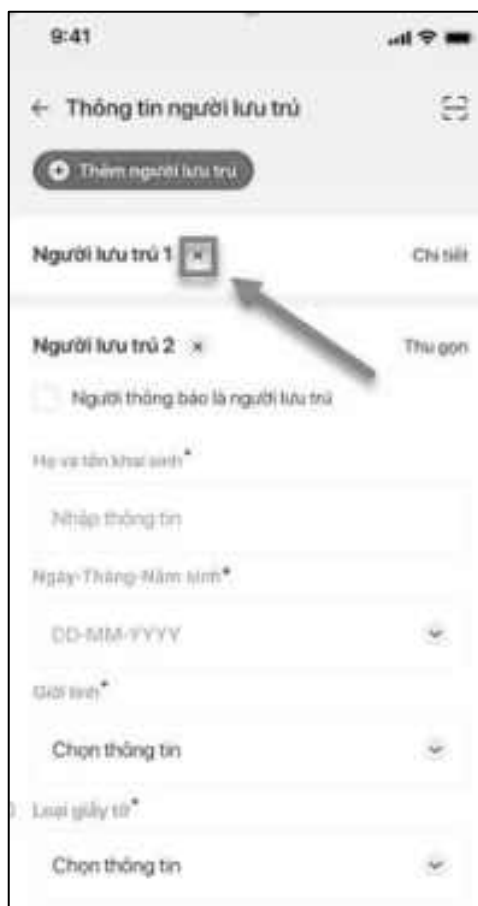 9:41
← Thông tin người lưu trú
Thêm người lưu trú
Người lưu trú 1 × Chi tiết
Người lưu trú 2 × Thu gọn
Người thông báo là người lưu trú
Họ và tên khai sinh*
Nhập thông tin
Ngày-Tháng-Năm sinh*
DD-MM-YYYY
Giới tính*
Chọn thông tin
Loại giấy tờ*
Chọn thông tin